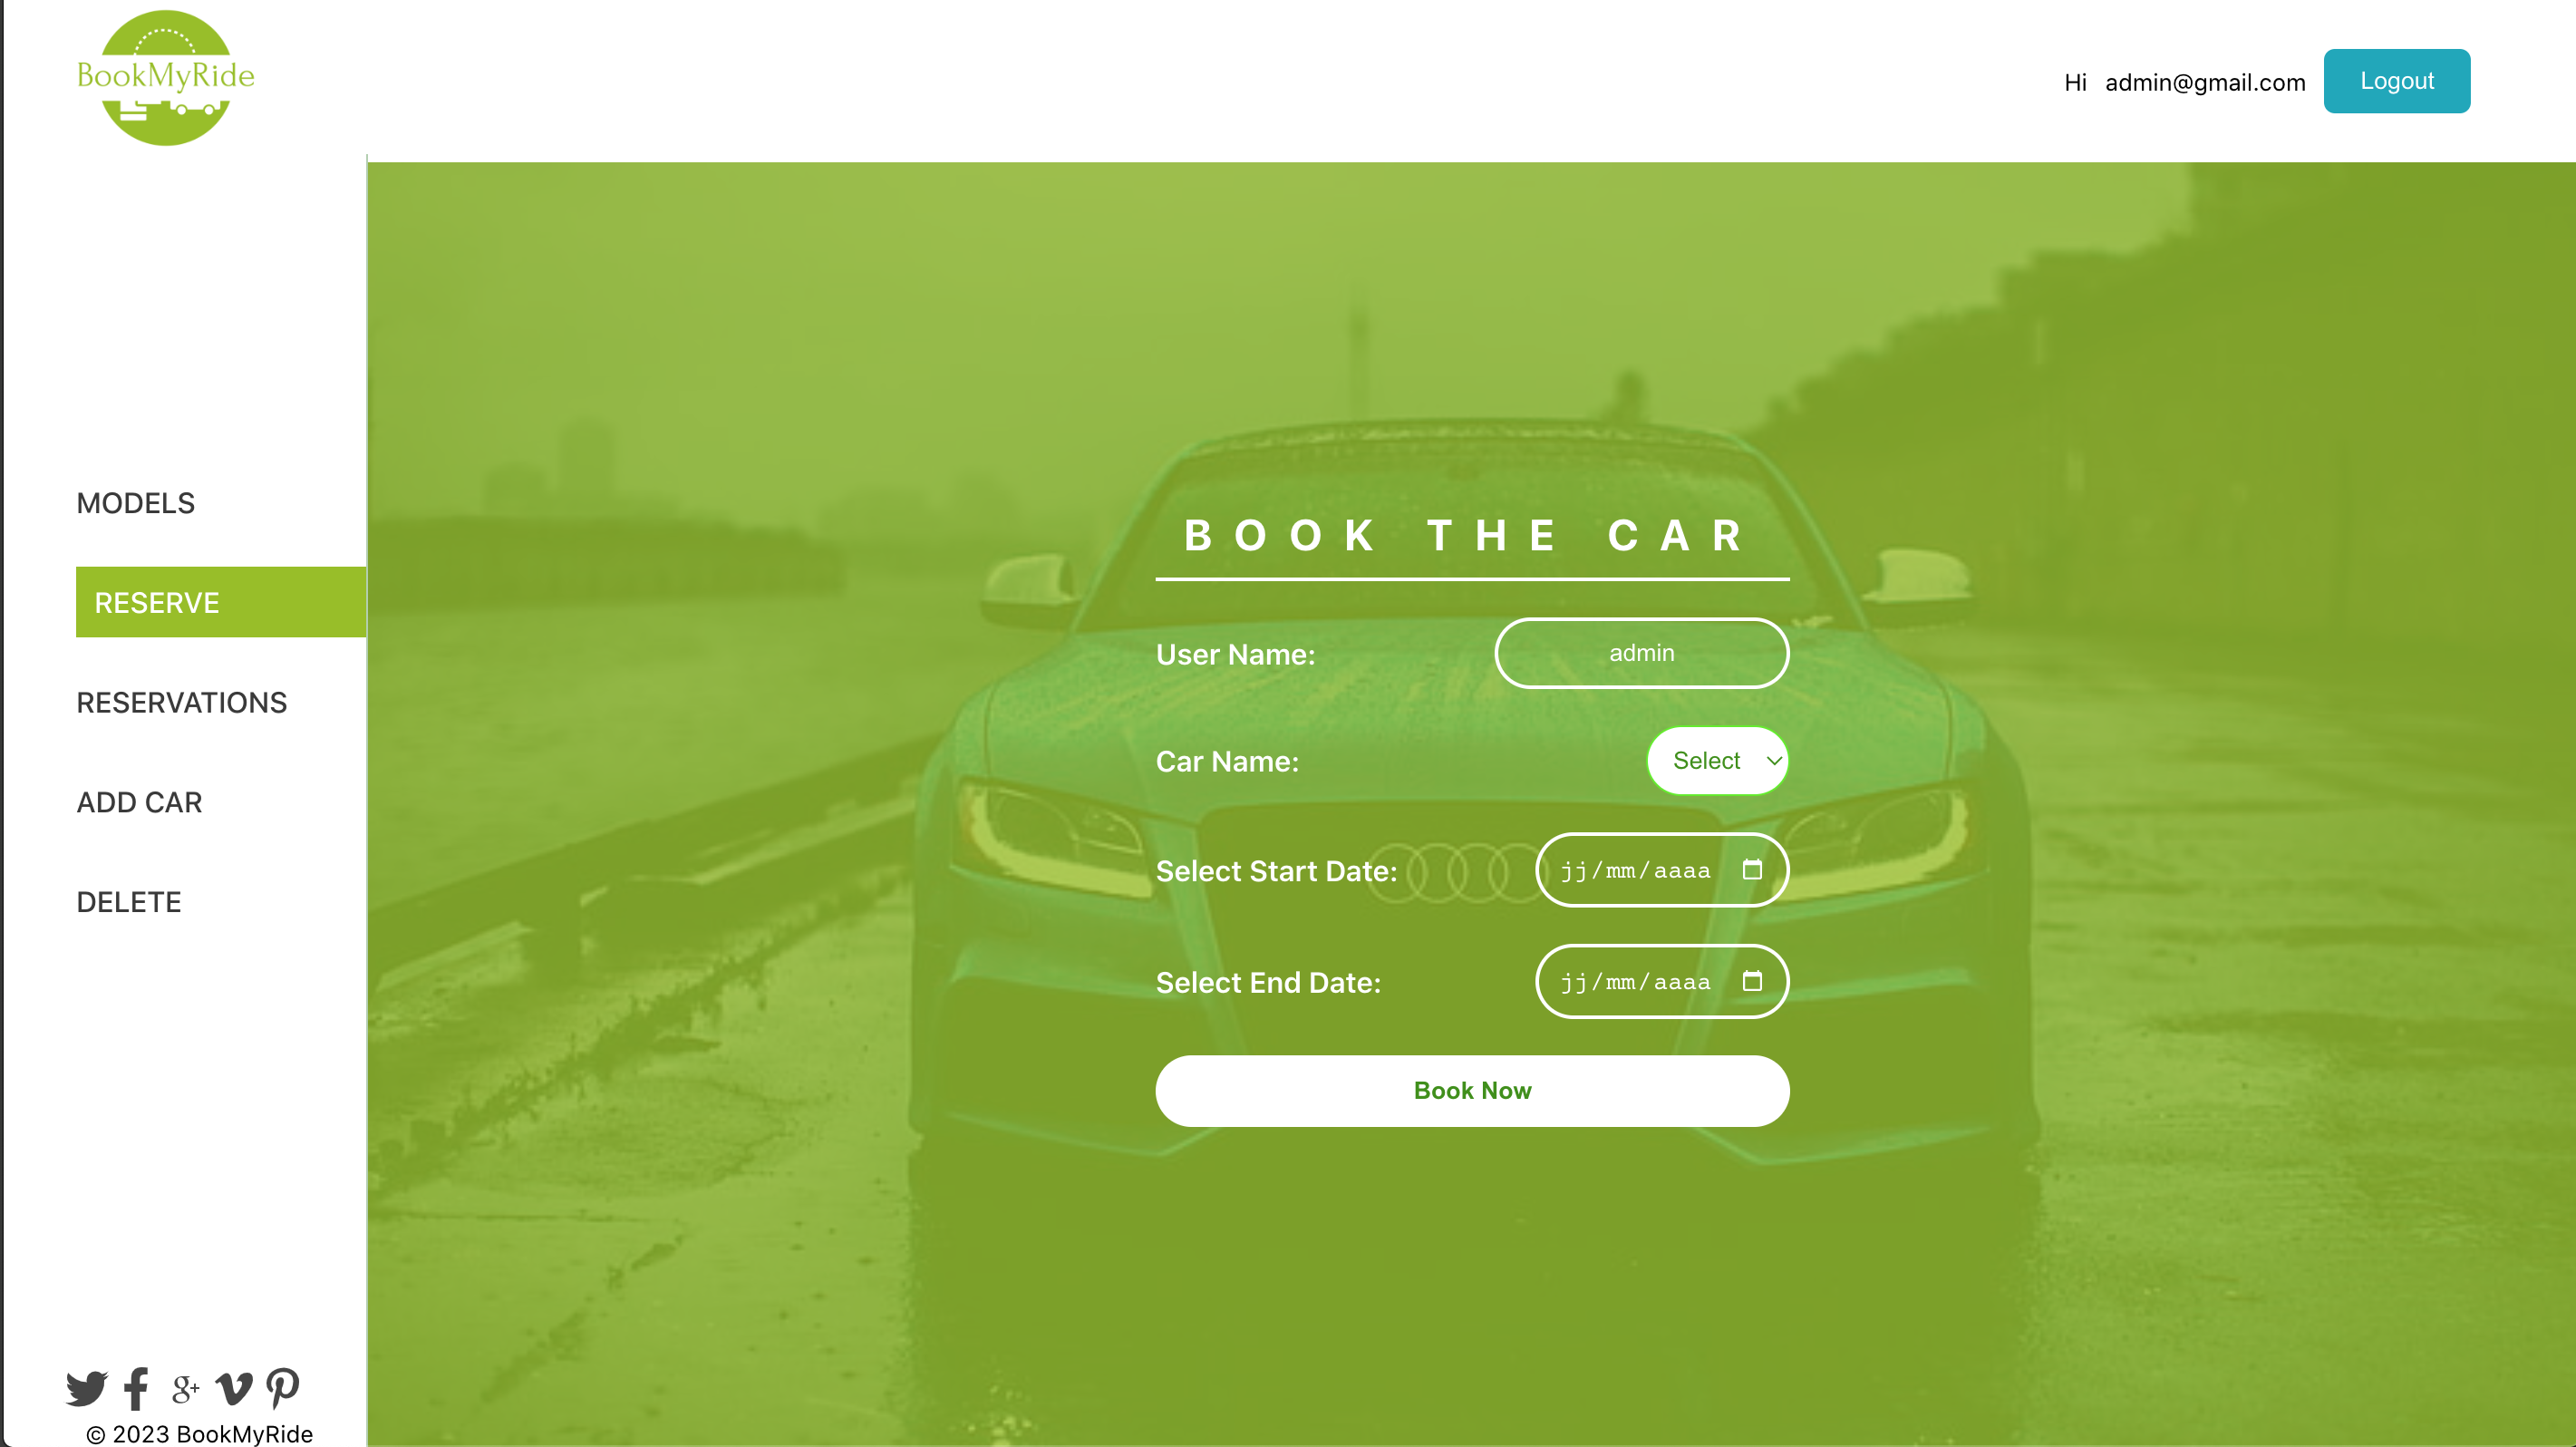 BookMyRide
Hi admin@gmail.com Logout
MODELS
RESERVE
RESERVATIONS
ADD CAR
DELETE
BOOK THE CAR
User Name: admin
Car Name: Select
Select Start Date: jj/mm/aaaa
Select End Date: jj/mm/aaaa
Book Now
g+
© 2023 BookMyRide